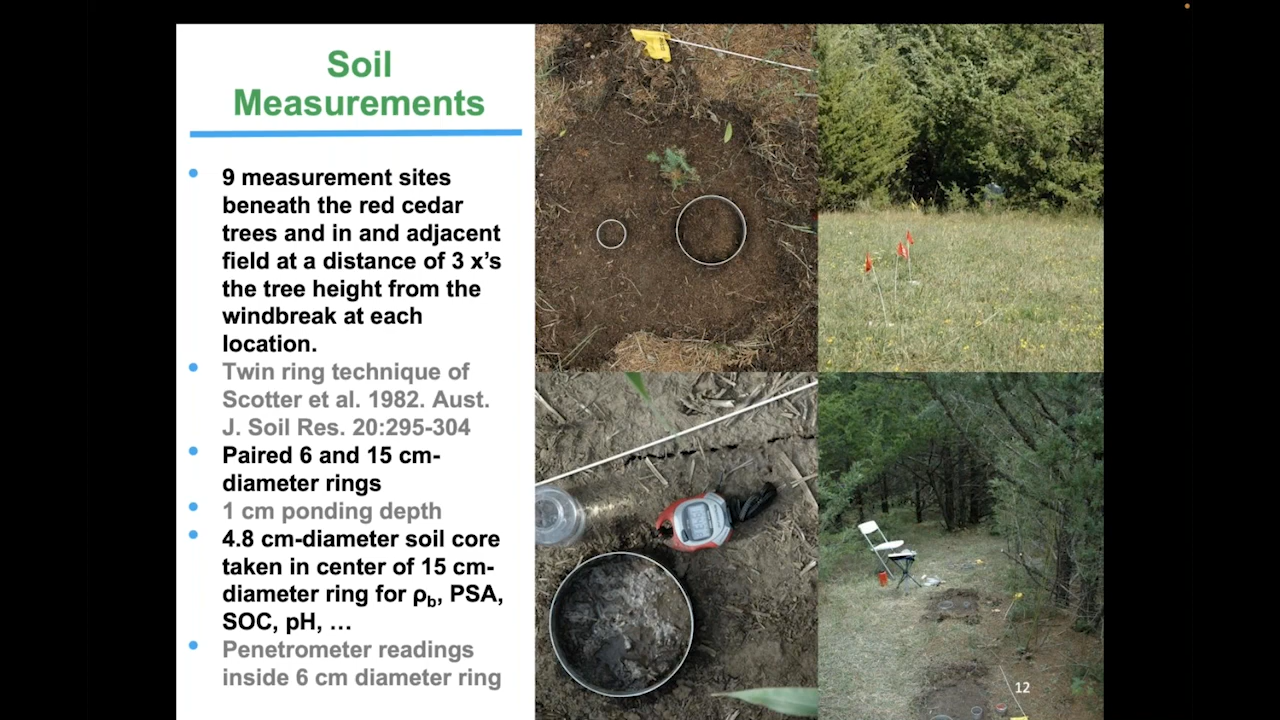 Soil
Measurements
• 9 measurement sites
beneath the red cedar
trees and in and adjacent
field at a distance of 3 x’s
the tree height from the
windbreak at each
location.
• Twin ring technique of
Scotter et al. 1982. Aust.
J. Soil Res. 20:295-304
• Paired 6 and 15 cm-
diameter rings
• 1 cm ponding depth
• 4.8 cm-diameter soil core
taken in center of 15 cm-
diameter ring for ρb, PSA,
SOC, pH, …
• Penetrometer readings
inside 6 cm diameter ring
12